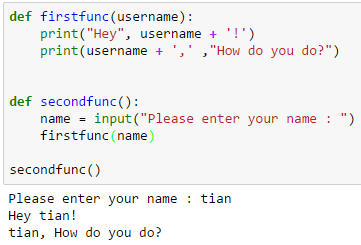 def firstfunc(username):
    print("Hey", username + '!')
    print(username + ',' ,"How do you do?")
def secondfunc():
    name = input("Please enter your name : ")
    firstfunc(name)
secondfunc()
Please enter your name : tian
Hey tian!
tian, How do you do?